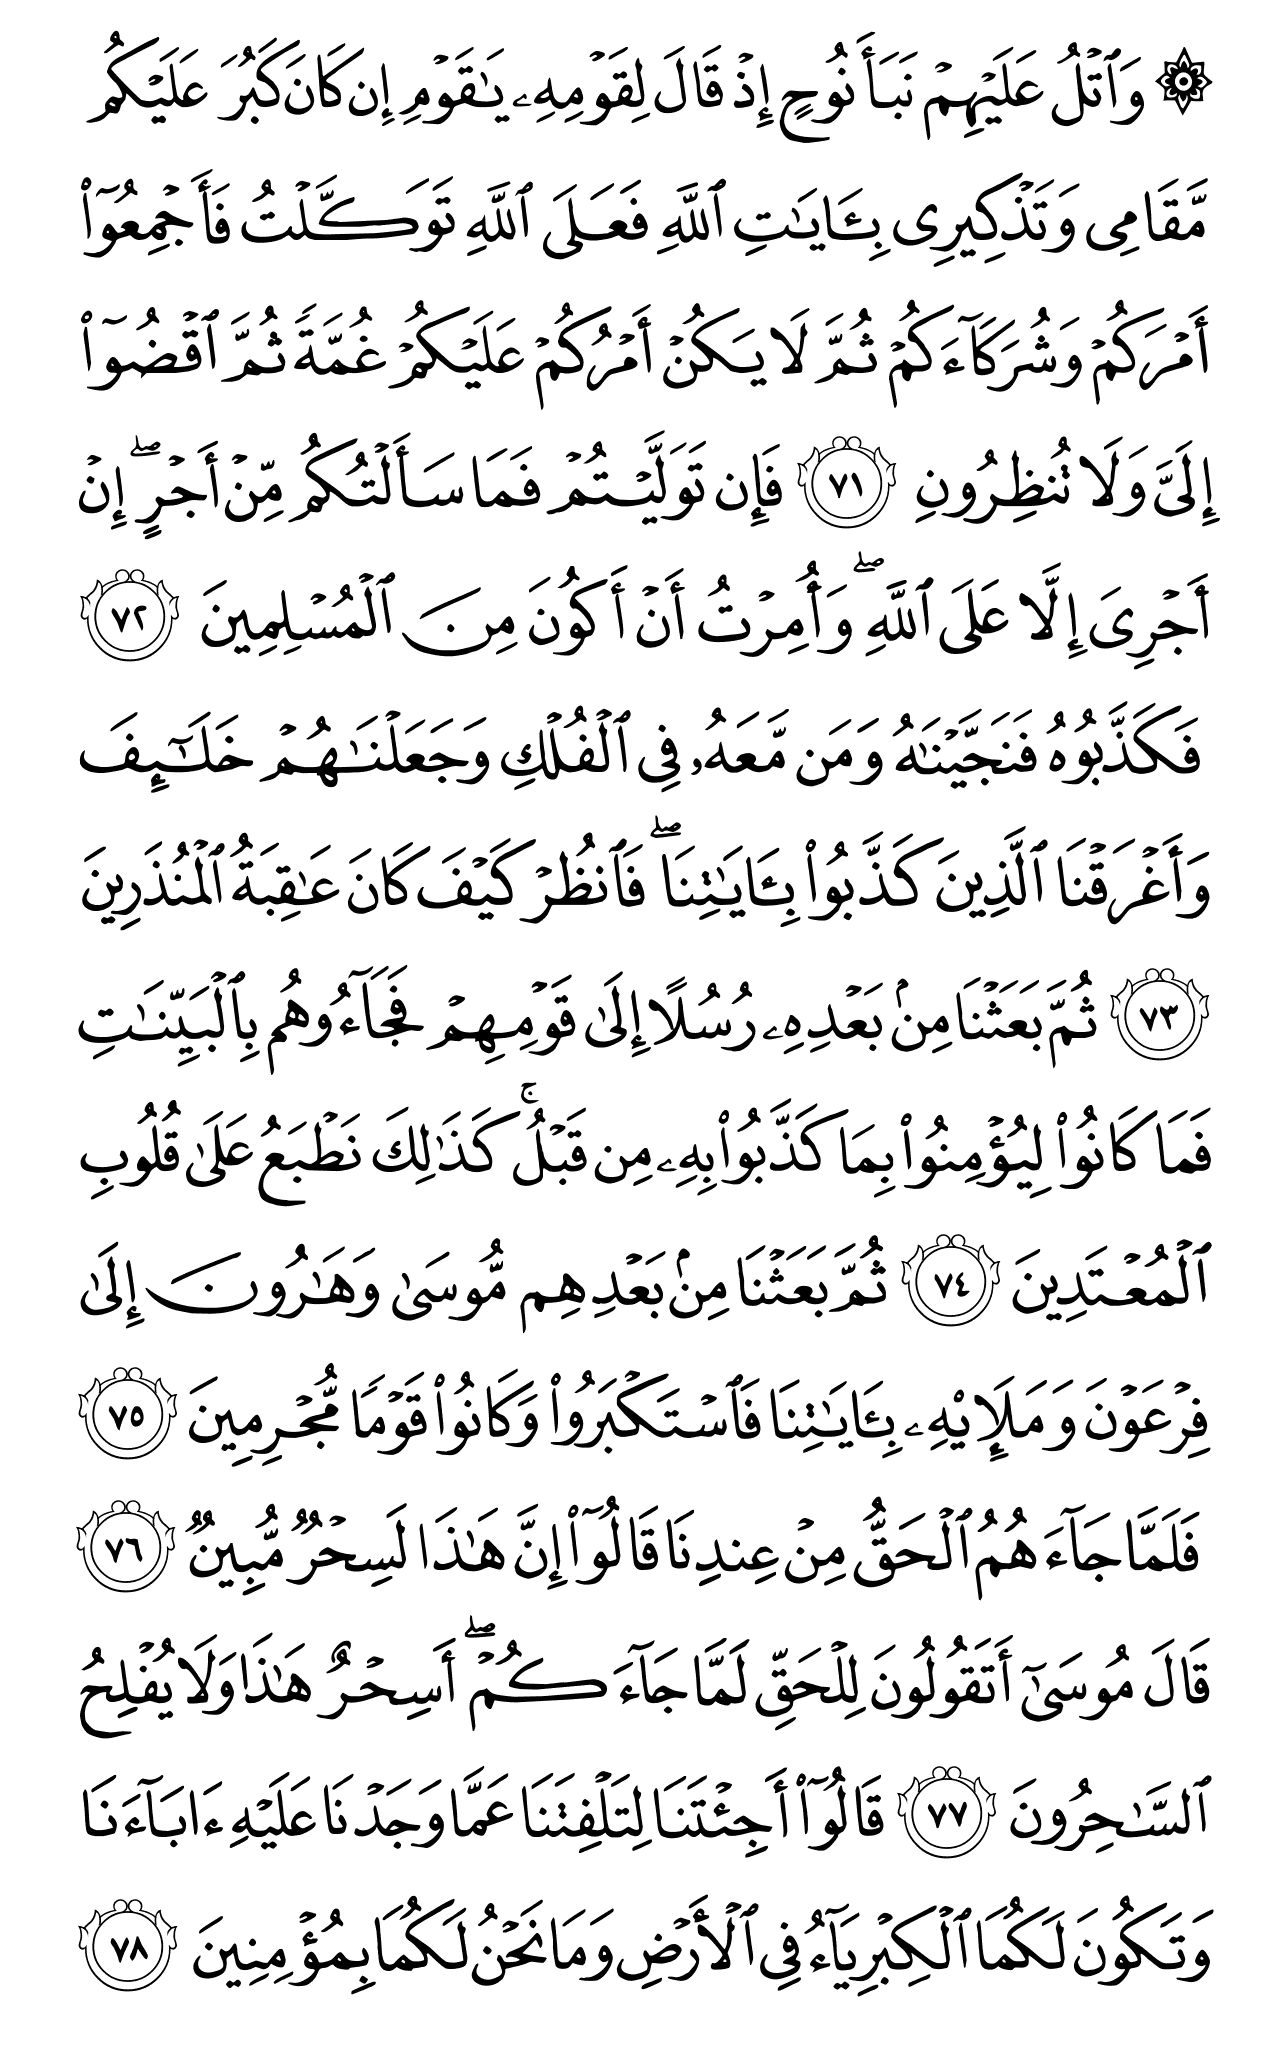 ۞ وَٱتۡلُ عَلَيۡهِمۡ نَبَأَ نُوحٍ إِذۡ قَالَ لِقَوۡمِهِۦ يَٰقَوۡمِ إِن كَانَ كَبُرَ عَلَيۡكُم
مَّقَامِي وَتَذۡكِيرِي بِـَٔايَٰتِ ٱللَّهِ فَعَلَى ٱللَّهِ تَوَكَّلۡتُ فَأَجۡمِعُوٓاْ
أَمۡرَكُمۡ وَشُرَكَآءَكُمۡ ثُمَّ لَا يَكُنۡ أَمۡرُكُمۡ عَلَيۡكُمۡ غُمَّةٗ ثُمَّ ٱقۡضُوٓاْ
إِلَيَّ وَلَا تُنظِرُونِ ٧١ فَإِن تَوَلَّيۡتُمۡ فَمَا سَأَلۡتُكُم مِّنۡ أَجۡرٍۖ إِنۡ
أَجۡرِيَ إِلَّا عَلَى ٱللَّهِۖ وَأُمِرۡتُ أَنۡ أَكُونَ مِنَ ٱلۡمُسۡلِمِينَ ٧٢
فَكَذَّبُوهُ فَنَجَّيۡنَٰهُ وَمَن مَّعَهُۥ فِي ٱلۡفُلۡكِ وَجَعَلۡنَٰهُمۡ خَلَٰٓئِفَ
وَأَغۡرَقۡنَا ٱلَّذِينَ كَذَّبُواْ بِـَٔايَٰتِنَاۖ فَٱنظُرۡ كَيۡفَ كَانَ عَٰقِبَةُ ٱلۡمُنذَرِينَ
٧٣ ثُمَّ بَعَثۡنَا مِنۢ بَعۡدِهِۦ رُسُلًا إِلَىٰ قَوۡمِهِمۡ فَجَآءُوهُم بِٱلۡبَيِّنَٰتِ
فَمَا كَانُواْ لِيُؤۡمِنُواْ بِمَا كَذَّبُواْ بِهِۦ مِن قَبۡلُۚ كَذَٰلِكَ نَطۡبَعُ عَلَىٰ قُلُوبِ
ٱلۡمُعۡتَدِينَ ٧٤ ثُمَّ بَعَثۡنَا مِنۢ بَعۡدِهِم مُّوسَىٰ وَهَٰرُونَ إِلَىٰ
فِرۡعَوۡنَ وَمَلَإِيْهِۦ بِـَٔايَٰتِنَا فَٱسۡتَكۡبَرُواْ وَكَانُواْ قَوۡمٗا مُّجۡرِمِينَ ٧٥
فَلَمَّا جَآءَهُمُ ٱلۡحَقُّ مِنۡ عِندِنَا قَالُوٓاْ إِنَّ هَٰذَا لَسِحۡرٞ مُّبِينٞ ٧٦
قَالَ مُوسَىٰٓ أَتَقُولُونَ لِلۡحَقِّ لَمَّا جَآءَكُمۡۖ أَسِحۡرٌ هَٰذَا وَلَا يُفۡلِحُ
ٱلسَّٰحِرُونَ ٧٧ قَالُوٓاْ أَجِئۡتَنَا لِتَلۡفِتَنَا عَمَّا وَجَدۡنَا عَلَيۡهِ ءَابَآءَنَا
وَتَكُونَ لَكُمَا ٱلۡكِبۡرِيَآءُ فِي ٱلۡأَرۡضِ وَمَا نَحۡنُ لَكُمَا بِمُؤۡمِنِينَ ٧٨